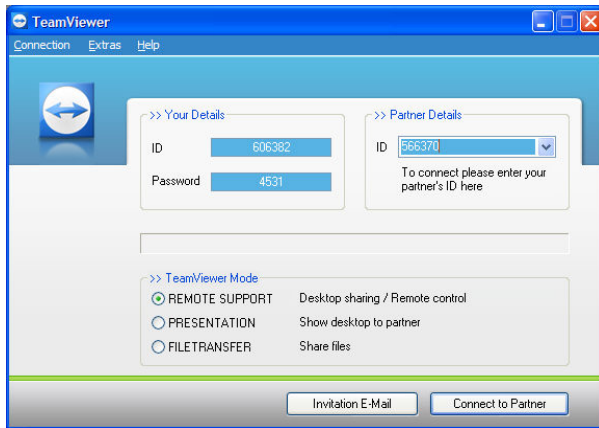 TeamViewer
Connection Extras Help
>> Your Details
ID 606382
Password 4531
>> Partner Details
ID 566370
To connect please enter your
partner's ID here
>> TeamViewer Mode
REMOTE SUPPORT Desktop sharing / Remote control
PRESENTATION Show desktop to partner
FILETRANSFER Share files
Invitation E-Mail Connect to Partner